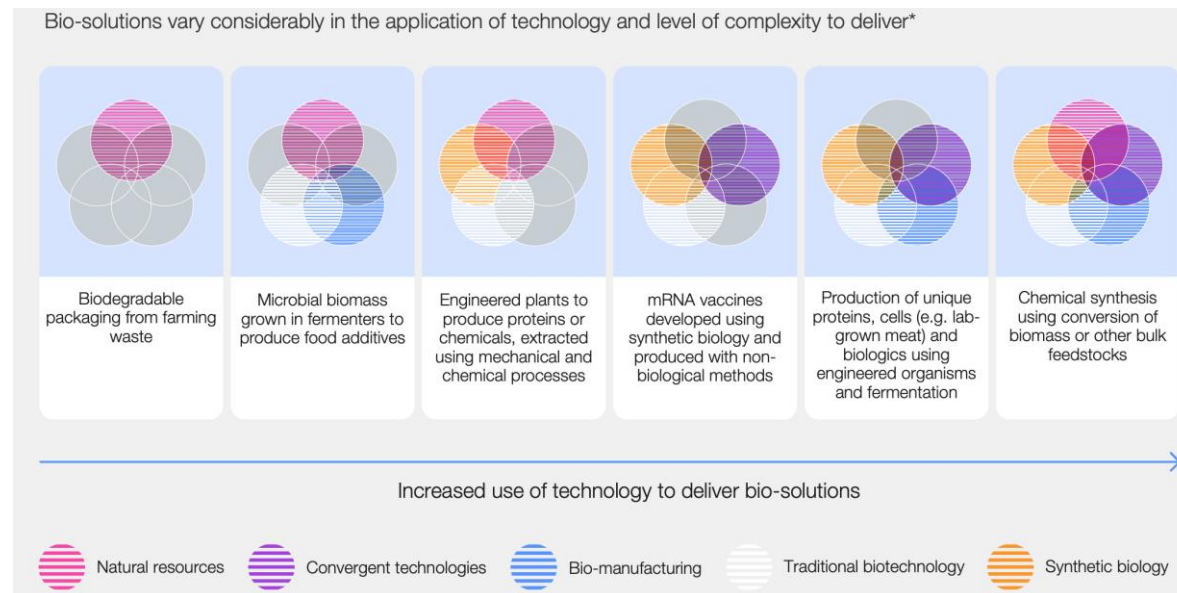 Bio-solutions vary considerably in the application of technology and level of complexity to deliver*
Biodegradable
packaging from farming
waste
Microbial biomass
grown in fermenters to
produce food additives
Engineered plants to
produce proteins or
chemicals, extracted
using mechanical and
chemical processes
mRNA vaccines
developed using
synthetic biology and
produced with non-
biological methods
Production of unique
proteins, cells (e.g. lab-
grown meat) and
biologics using
engineered organisms
and fermentation
Chemical synthesis
using conversion of
biomass or other bulk
feedstocks
Increased use of technology to deliver bio-solutions
Natural resources
Convergent technologies
Bio-manufacturing
Traditional biotechnology
Synthetic biology